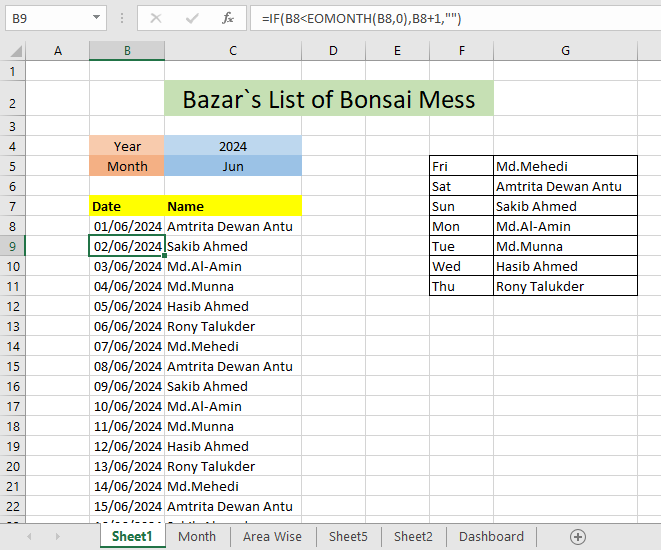 B9 fx =IF(B8<EOMONTH(B8,0),B8+1,"")
A B C D E F G
1
2 Bazar`s List of Bonsai Mess
3
4 Year 2024
5 Month Jun Fri Md.Mehedi
6 Sat Amtrita Dewan Antu
7 Date Name Sun Sakib Ahmed
8 01/06/2024 Amtrita Dewan Antu Mon Md.Al-Amin
9 02/06/2024 Sakib Ahmed Tue Md.Munna
10 03/06/2024 Md.Al-Amin Wed Hasib Ahmed
11 04/06/2024 Md.Munna Thu Rony Talukder
12 05/06/2024 Hasib Ahmed
13 06/06/2024 Rony Talukder
14 07/06/2024 Md.Mehedi
15 08/06/2024 Amtrita Dewan Antu
16 09/06/2024 Sakib Ahmed
17 10/06/2024 Md.Al-Amin
18 11/06/2024 Md.Munna
19 12/06/2024 Hasib Ahmed
20 13/06/2024 Rony Talukder
21 14/06/2024 Md.Mehedi
22 15/06/2024 Amtrita Dewan Antu
Sheet1 Month Area Wise Sheet5 Sheet2 Dashboard